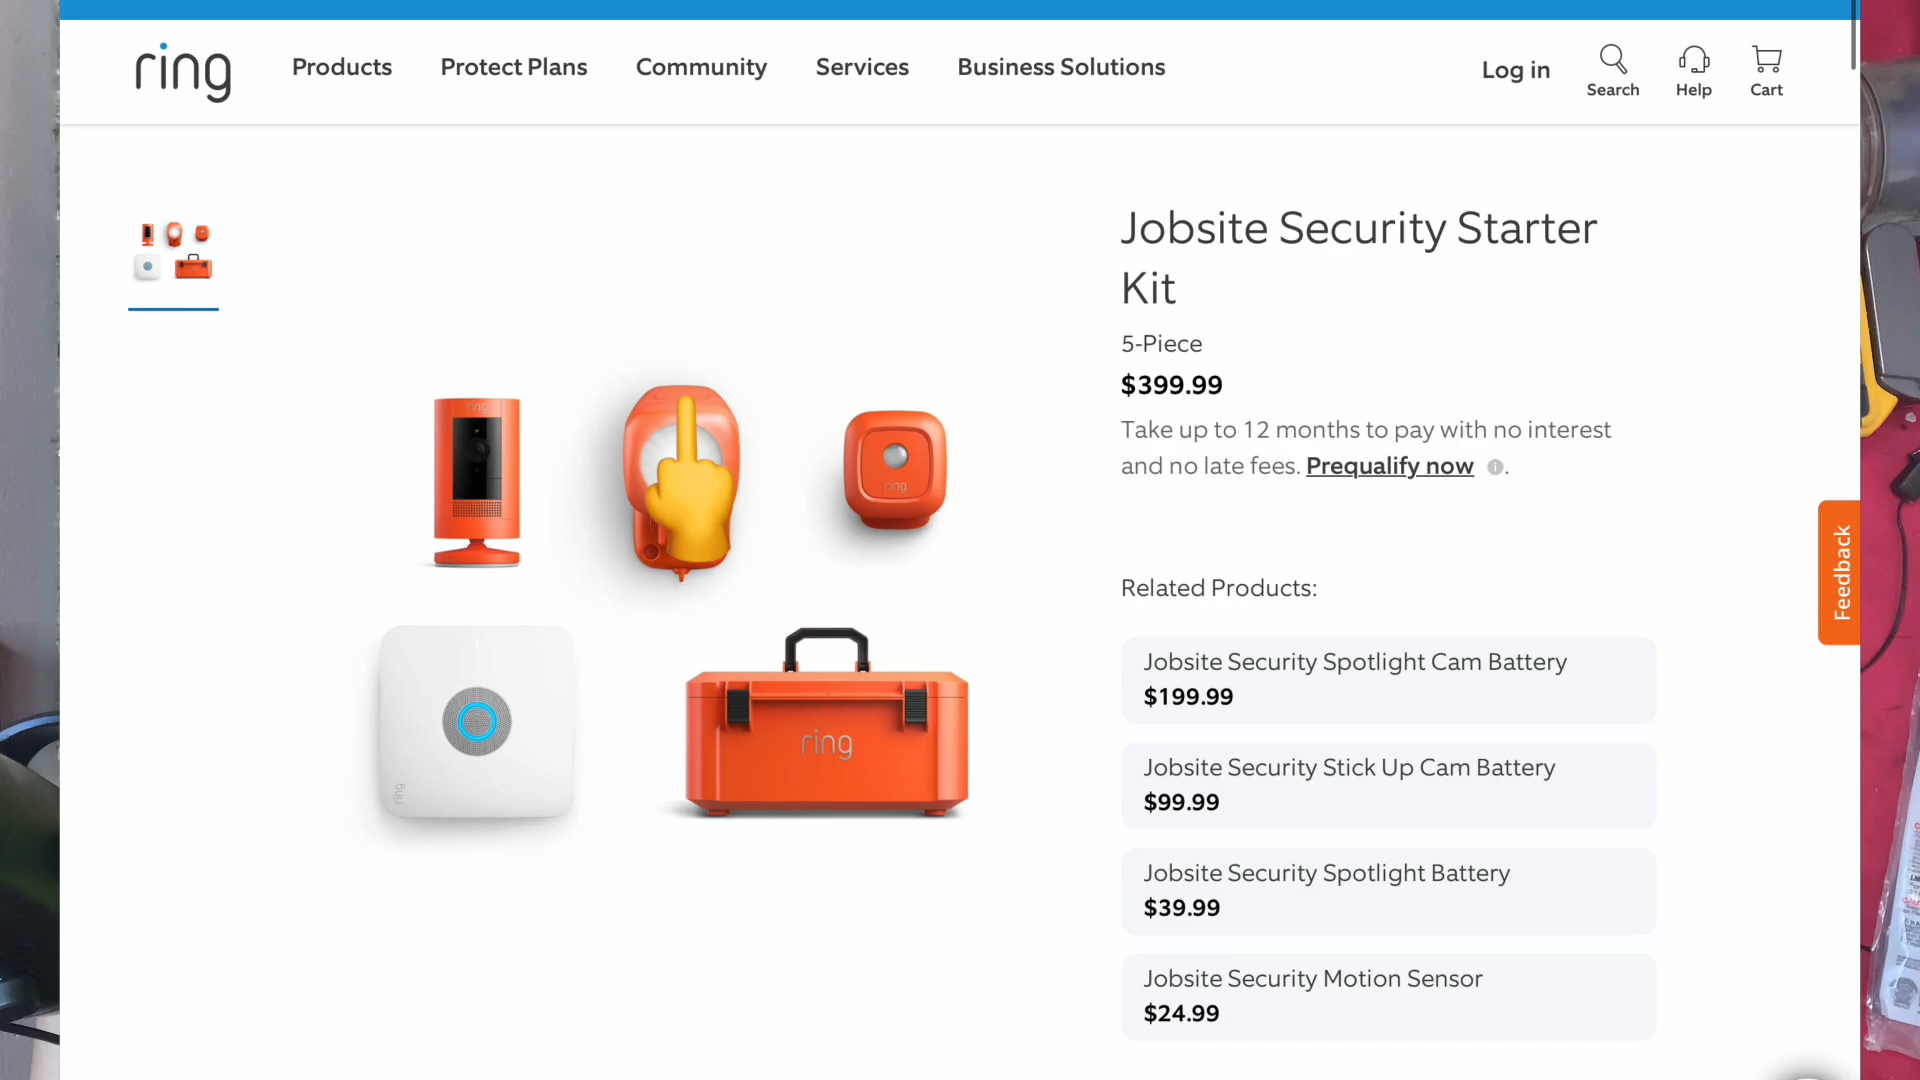 ring
Products
Protect Plans
Community
Services
Business Solutions
Log in
Search
Help
Cart
Jobsite Security Starter
Kit
5-Piece
$399.99
Take up to 12 months to pay with no interest
and no late fees. Prequalify now i.
ring
ring
ring
ring
Related Products:
Jobsite Security Spotlight Cam Battery
$199.99
Jobsite Security Stick Up Cam Battery
$99.99
Jobsite Security Spotlight Battery
$39.99
Jobsite Security Motion Sensor
$24.99
Feedback